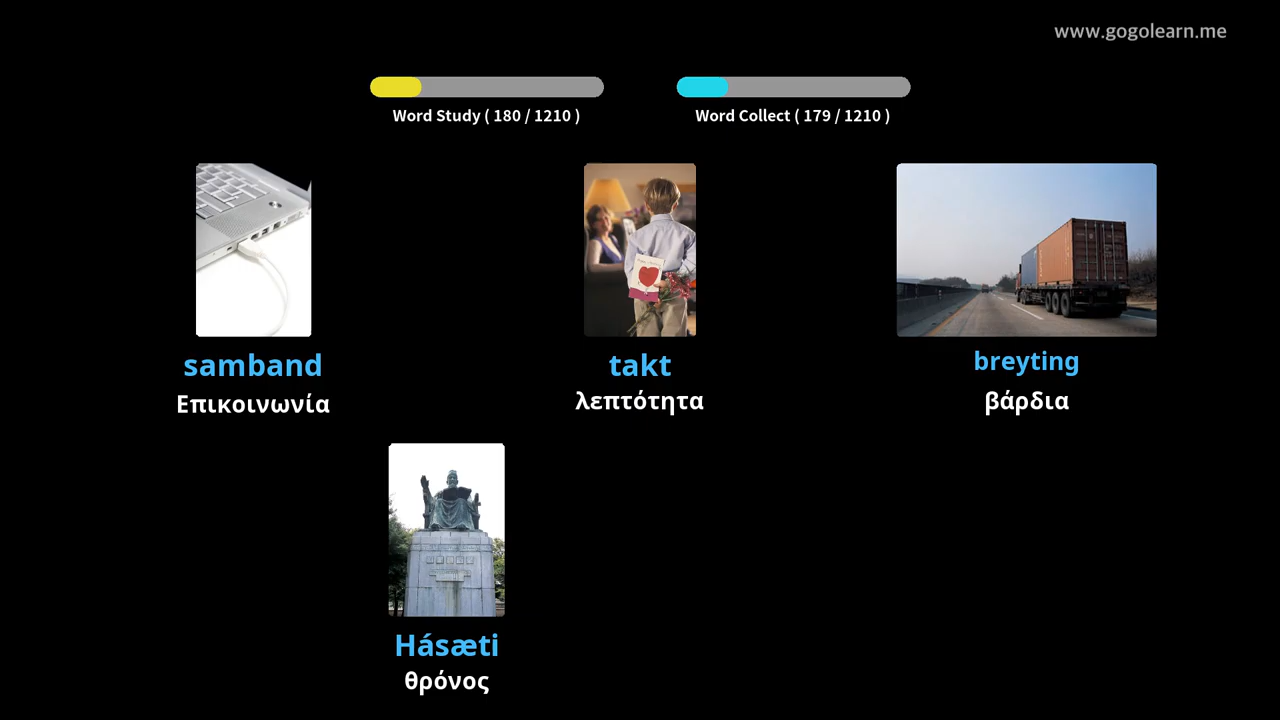 www.gogolearn.me
Word Study ( 180 / 1210 )
Word Collect ( 179 / 1210 )
samband
Επικοινωνία
takt
λεπτότητα
breyting
βάρδια
Hásæti
θρόνος